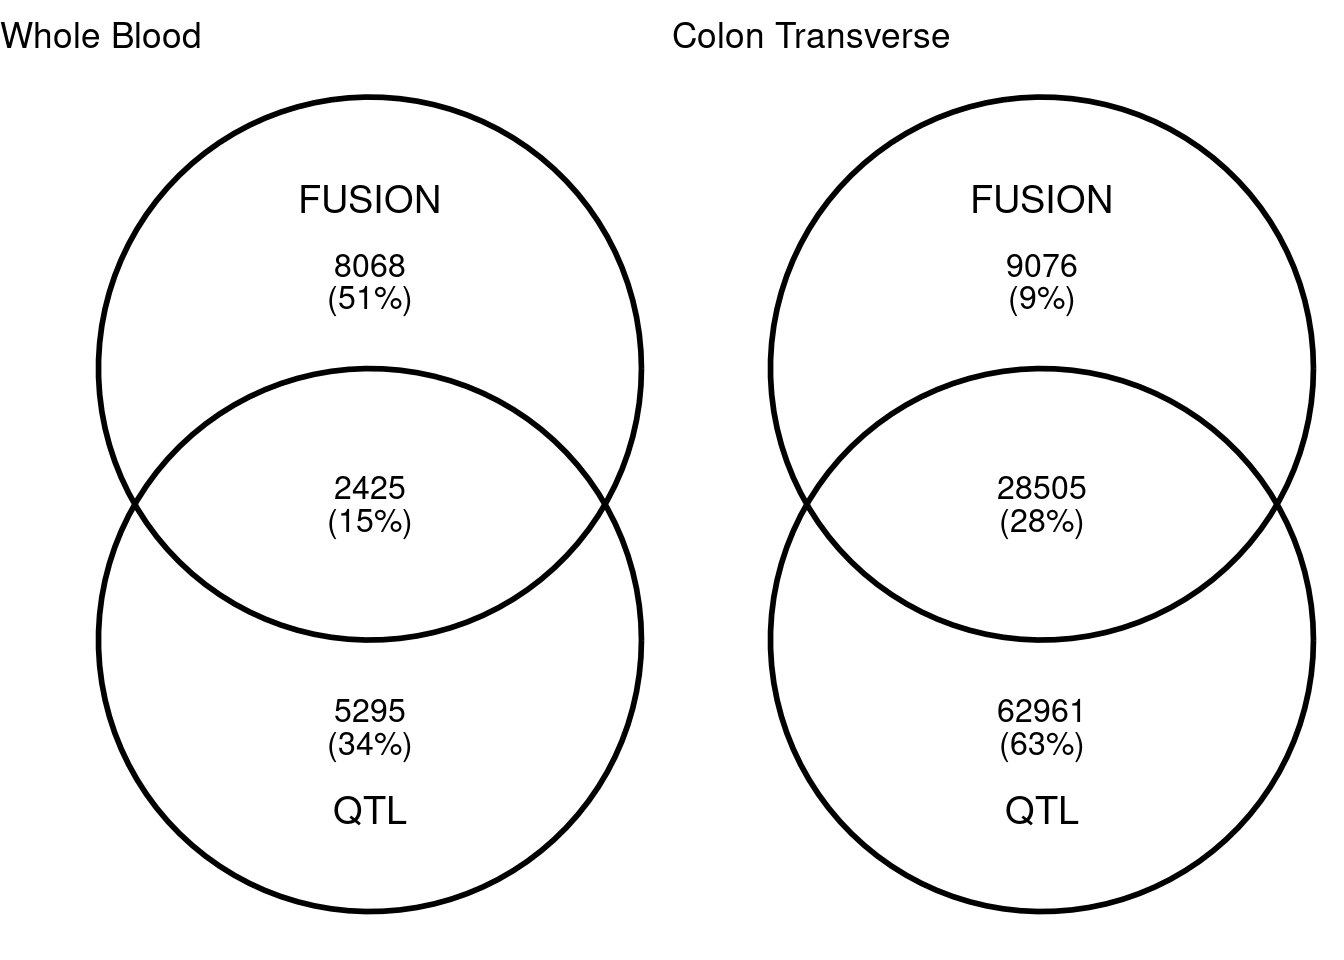 Whole Blood
FUSION
8068
(51%)
2425
(15%)
5295
(34%)
QTL
Colon Transverse
FUSION
9076
(9%)
28505
(28%)
62961
(63%)
QTL